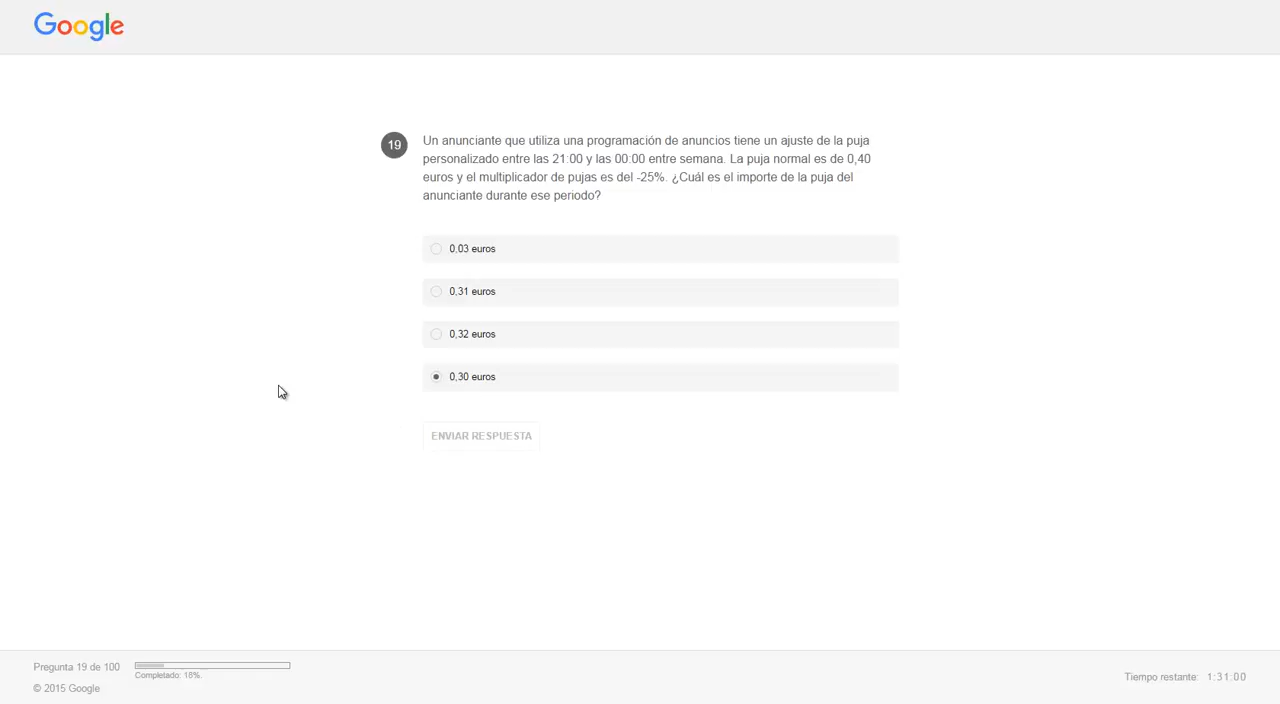 Google
19
Un anunciante que utiliza una programación de anuncios tiene un ajuste de la puja
personalizado entre las 21:00 y las 00:00 entre semana. La puja normal es de 0,40
euros y el multiplicador de pujas es del -25%. ¿Cuál es el importe de la puja del
anunciante durante ese periodo?
0,03 euros
0,31 euros
0,32 euros
0,30 euros
ENVIAR RESPUESTA
Pregunta 19 de 100
Completado: 18%.
© 2015 Google
Tiempo restante: 1:31:00